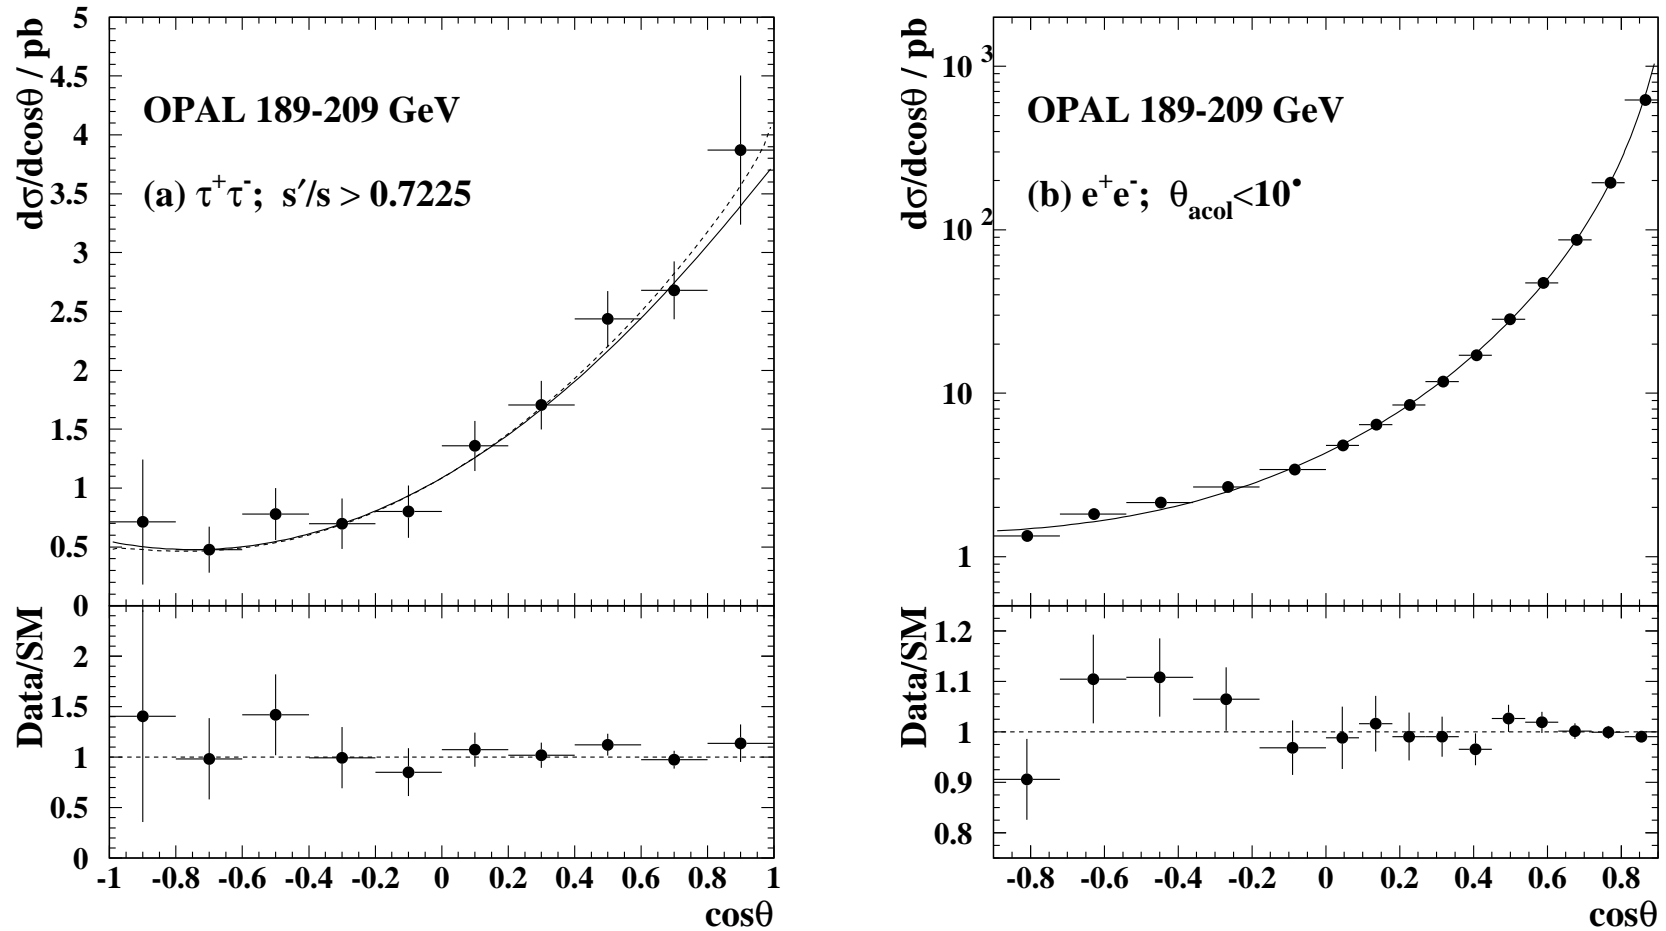 dσ/dcosθ / pb
5
4.5
4
3.5
3
2.5
2
1.5
1
0.5
0
OPAL 189-209 GeV
(a) τ⁺τ⁻; s′/s > 0.7225
Data/SM
2
1.5
1
0.5
0
-1 -0.8 -0.6 -0.4 -0.2 0 0.2 0.4 0.6 0.8 1
cosθ
dσ/dcosθ / pb
10³
10²
10
1
OPAL 189-209 GeV
(b) e⁺e⁻; θacol<10•
Data/SM
1.2
1.1
1
0.9
0.8
-0.8 -0.6 -0.4 -0.2 0 0.2 0.4 0.6 0.8
cosθ